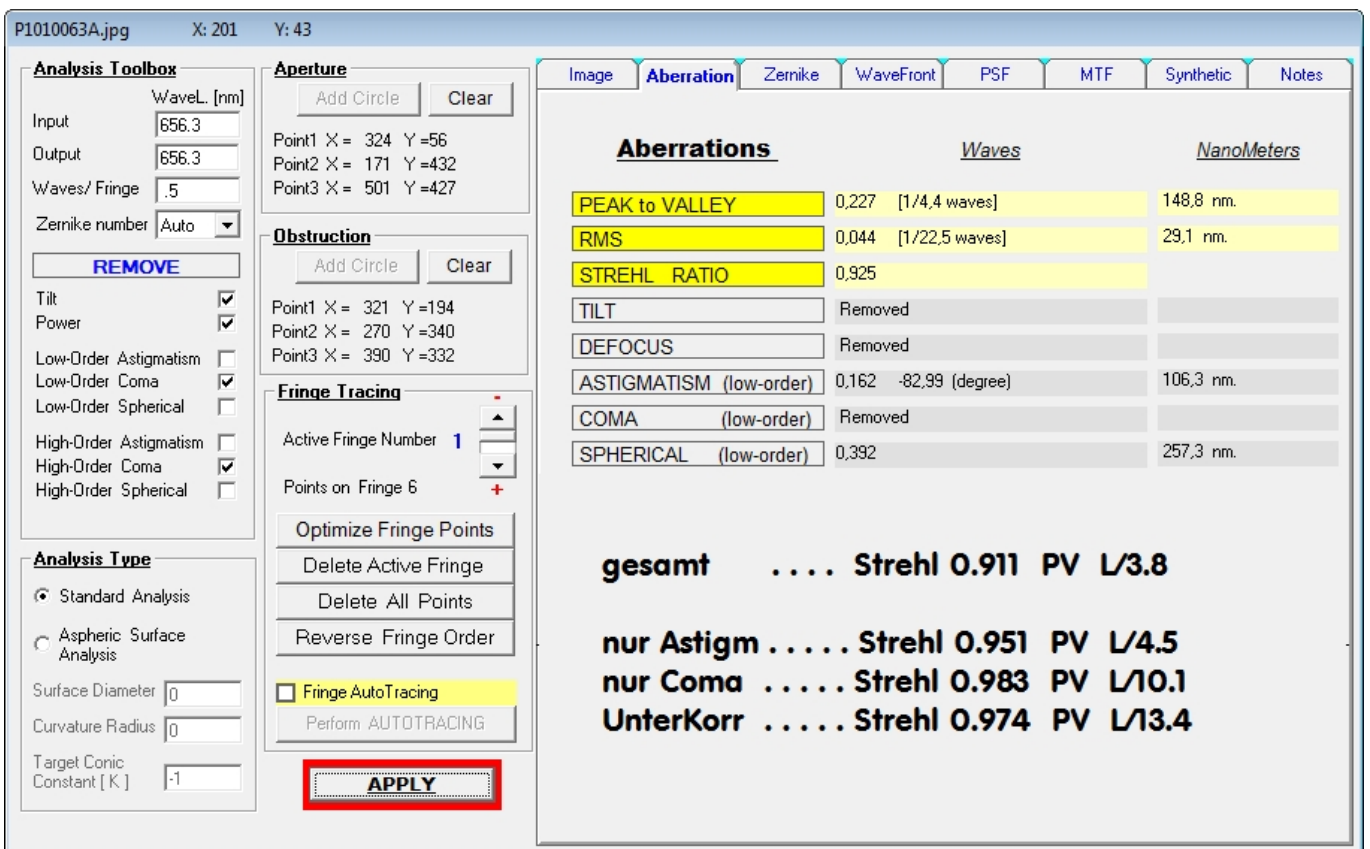 P1010063A.jpg X: 201 Y: 43
Analysis Toolbox
WaveL. [nm]
Input 656.3
Output 656.3
Waves/ Fringe .5
Zernike number Auto
REMOVE
Tilt
Power
Low-Order Astigmatism
Low-Order Coma
Low-Order Spherical
High-Order Astigmatism
High-Order Coma
High-Order Spherical
Analysis Type
Standard Analysis
Aspheric Surface
Analysis
Surface Diameter 0
Curvature Radius 0
Target Conic
Constant [ K ] -1
Aperture
Add Circle Clear
Point1 X = 324 Y =56
Point2 X = 171 Y =432
Point3 X = 501 Y =427
Obstruction
Add Circle Clear
Point1 X = 321 Y =194
Point2 X = 270 Y =340
Point3 X = 390 Y =332
Fringe Tracing
-
Active Fringe Number 1
Points on Fringe 6 +
Optimize Fringe Points
Delete Active Fringe
Delete All Points
Reverse Fringe Order
Fringe AutoTracing
Perform AUTOTRACING
APPLY
Image Aberration Zernike WaveFront PSF MTF Synthetic Notes
Aberrations Waves NanoMeters
PEAK to VALLEY 0,227 [1/4,4 waves] 148,8 nm.
RMS 0,044 [1/22,5 waves] 29,1 nm.
STREHL RATIO 0,925
TILT Removed
DEFOCUS Removed
ASTIGMATISM (low-order) 0,162 -82,99 (degree) 106,3 nm.
COMA (low-order) Removed
SPHERICAL (low-order) 0,392 257,3 nm.
gesamt .... Strehl 0.911 PV L/3.8
nur Astigm ..... Strehl 0.951 PV L/4.5
nur Coma ..... Strehl 0.983 PV L/10.1
UnterKorr ..... Strehl 0.974 PV L/13.4